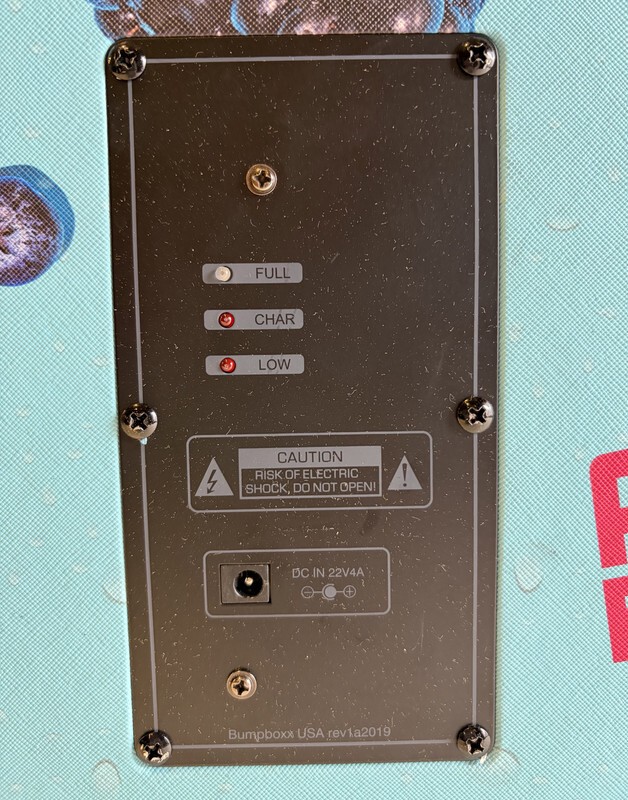 FULL
CHAR
LOW
CAUTION
RISK OF ELECTRIC
SHOCK, DO NOT OPEN!
DC IN 22V4A
Bumpboxx USA rev1a2019